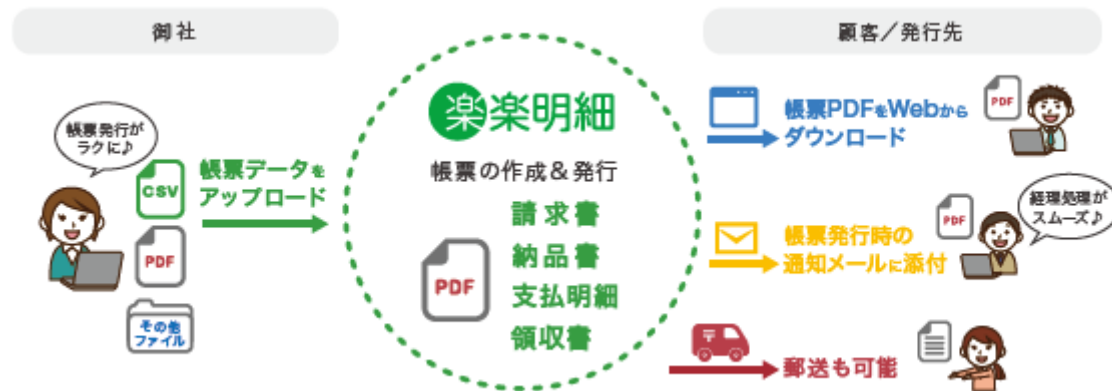 御社
顧客／発行先
帳票発行が
ラクに♪
CSV
帳票データを
アップロード
PDF
その他
ファイル
楽楽明細
帳票の作成＆発行
請求書
納品書
支払明細
領収書
PDF
帳票PDFをWebから
ダウンロード
PDF
帳票発行時の
通知メールに添付
PDF
経理処理が
スムーズ♪
〒
郵送も可能